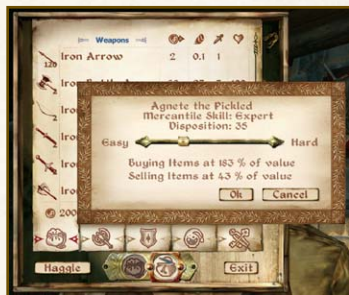 Weapons
Iron Arrow 2 0.1 1
120
Iron
Agnete the Pickled
Mercantile Skill: Expert
Disposition: 35
Easy Hard
Buying Items at 183 % of value
Selling Items at 43 % of value
Ok Cancel
Iro
Iro
Iro
Iro
200
Haggle Exit